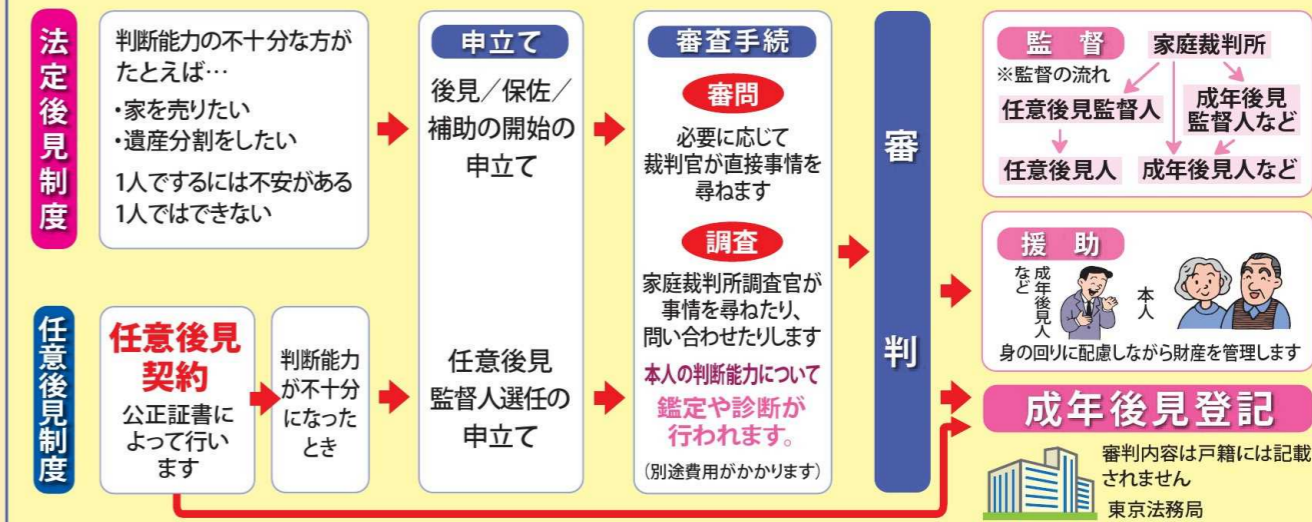 法定後見制度
判断能力の不十分な方が
たとえば…
・家を売りたい
・遺産分割をしたい
1人でするには不安がある
1人ではできない
申立て
後見／保佐／
補助の開始の
申立て
審査手続
審問
必要に応じて
裁判官が直接事情を
尋ねます
調査
家庭裁判所調査官が
事情を尋ねたり、
問い合わせたりします
本人の判断能力について
鑑定や診断が
行われます。
（別途費用がかかります）
審判
任意後見制度
任意後見
契約
公正証書に
よって行い
ます
判断能力
が不十分
になった
とき
任意後見
監督人選任の
申立て
監督
家庭裁判所
※監督の流れ
任意後見監督人
成年後見
監督人など
任意後見人
成年後見人など
援助
成年後見人
など
本人
身の回りに配慮しながら財産を管理します
成年後見登記
審判内容は戸籍には記載
されません
東京法務局